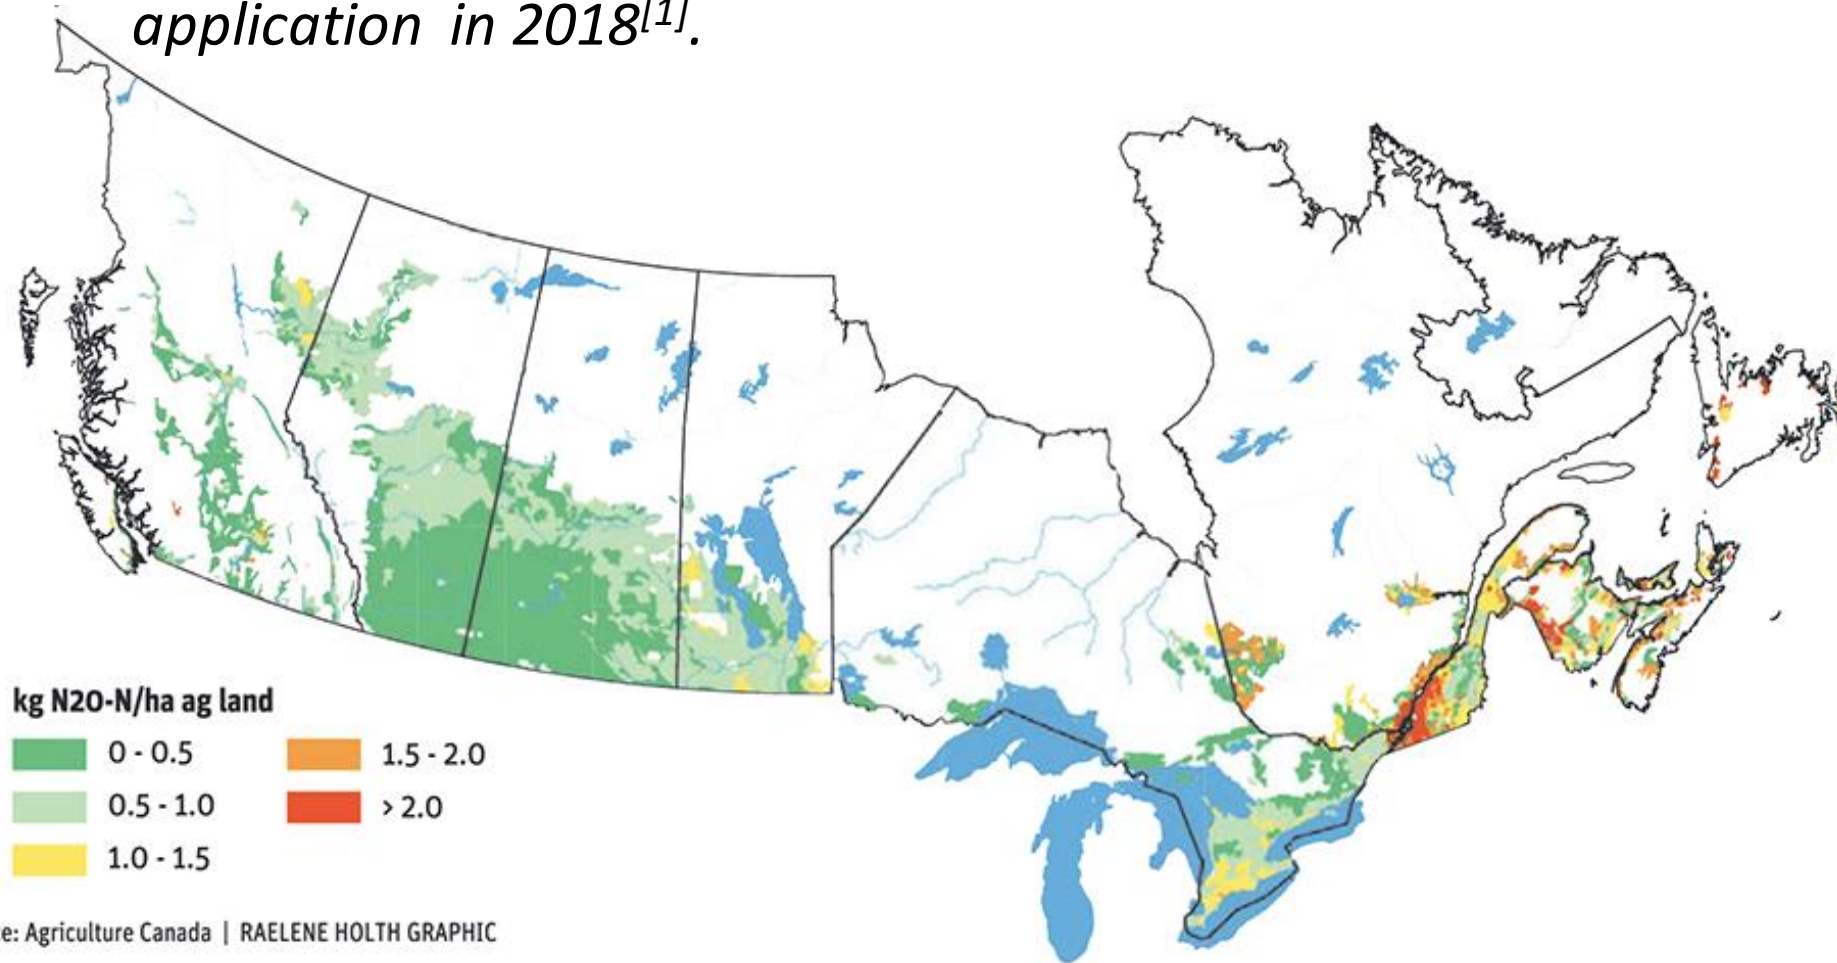 application in 2018[1].
kg N20-N/ha ag land
0 - 0.5
0.5 - 1.0
1.0 - 1.5
1.5 - 2.0
> 2.0
Agriculture Canada | RAELENE HOLTH GRAPHIC